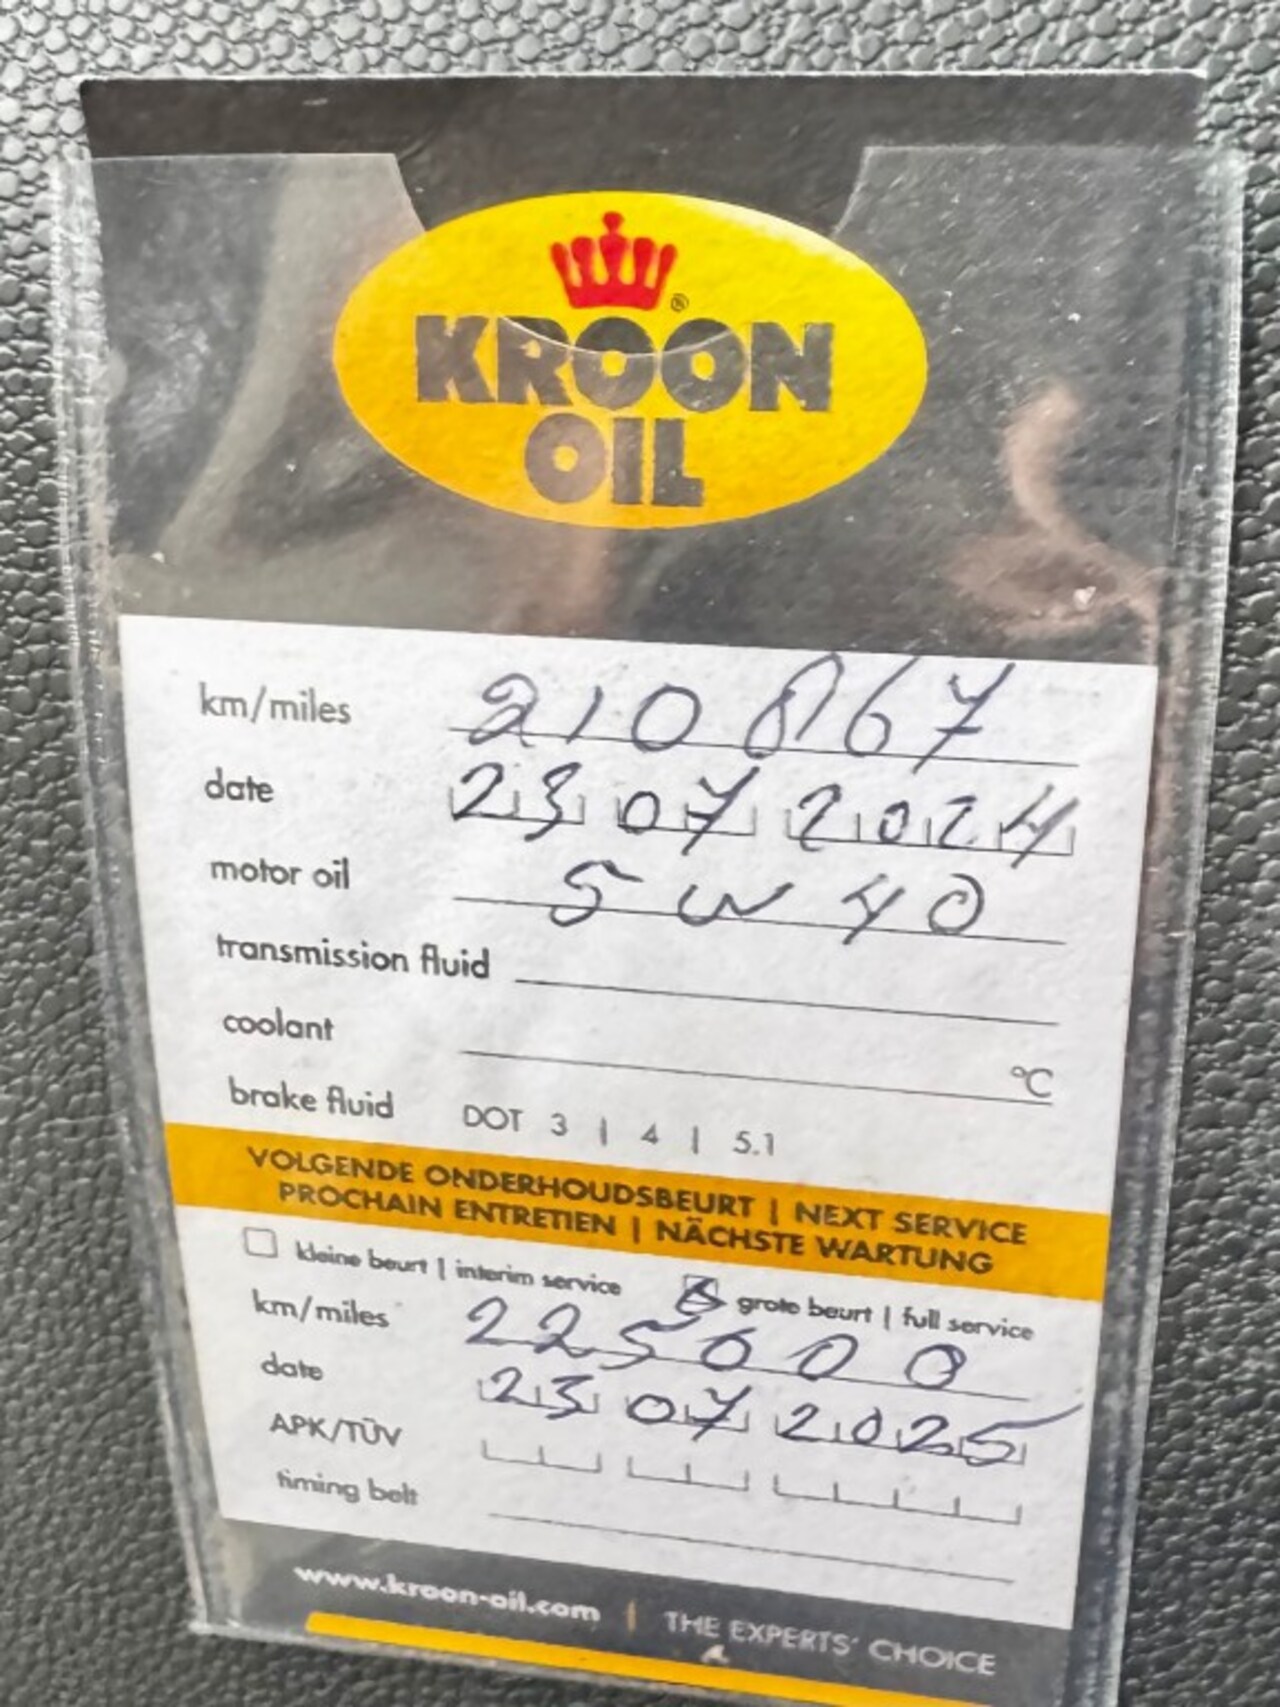 KROON
OIL
®
km/miles 210 867
date 23 07 2024
motor oil 5W40
transmission fluid
coolant °C
brake fluid DOT 3 | 4 | 5.1
VOLGENDE ONDERHOUDSBEURT | NEXT SERVICE
PROCHAIN ENTRETIEN | NÄCHSTE WARTUNG
kleine beurt | interim service grote beurt | full service
km/miles 225000
date 23 07 2025
APK/TÜV
timing belt
www.kroon-oil.com | THE EXPERTS' CHOICE